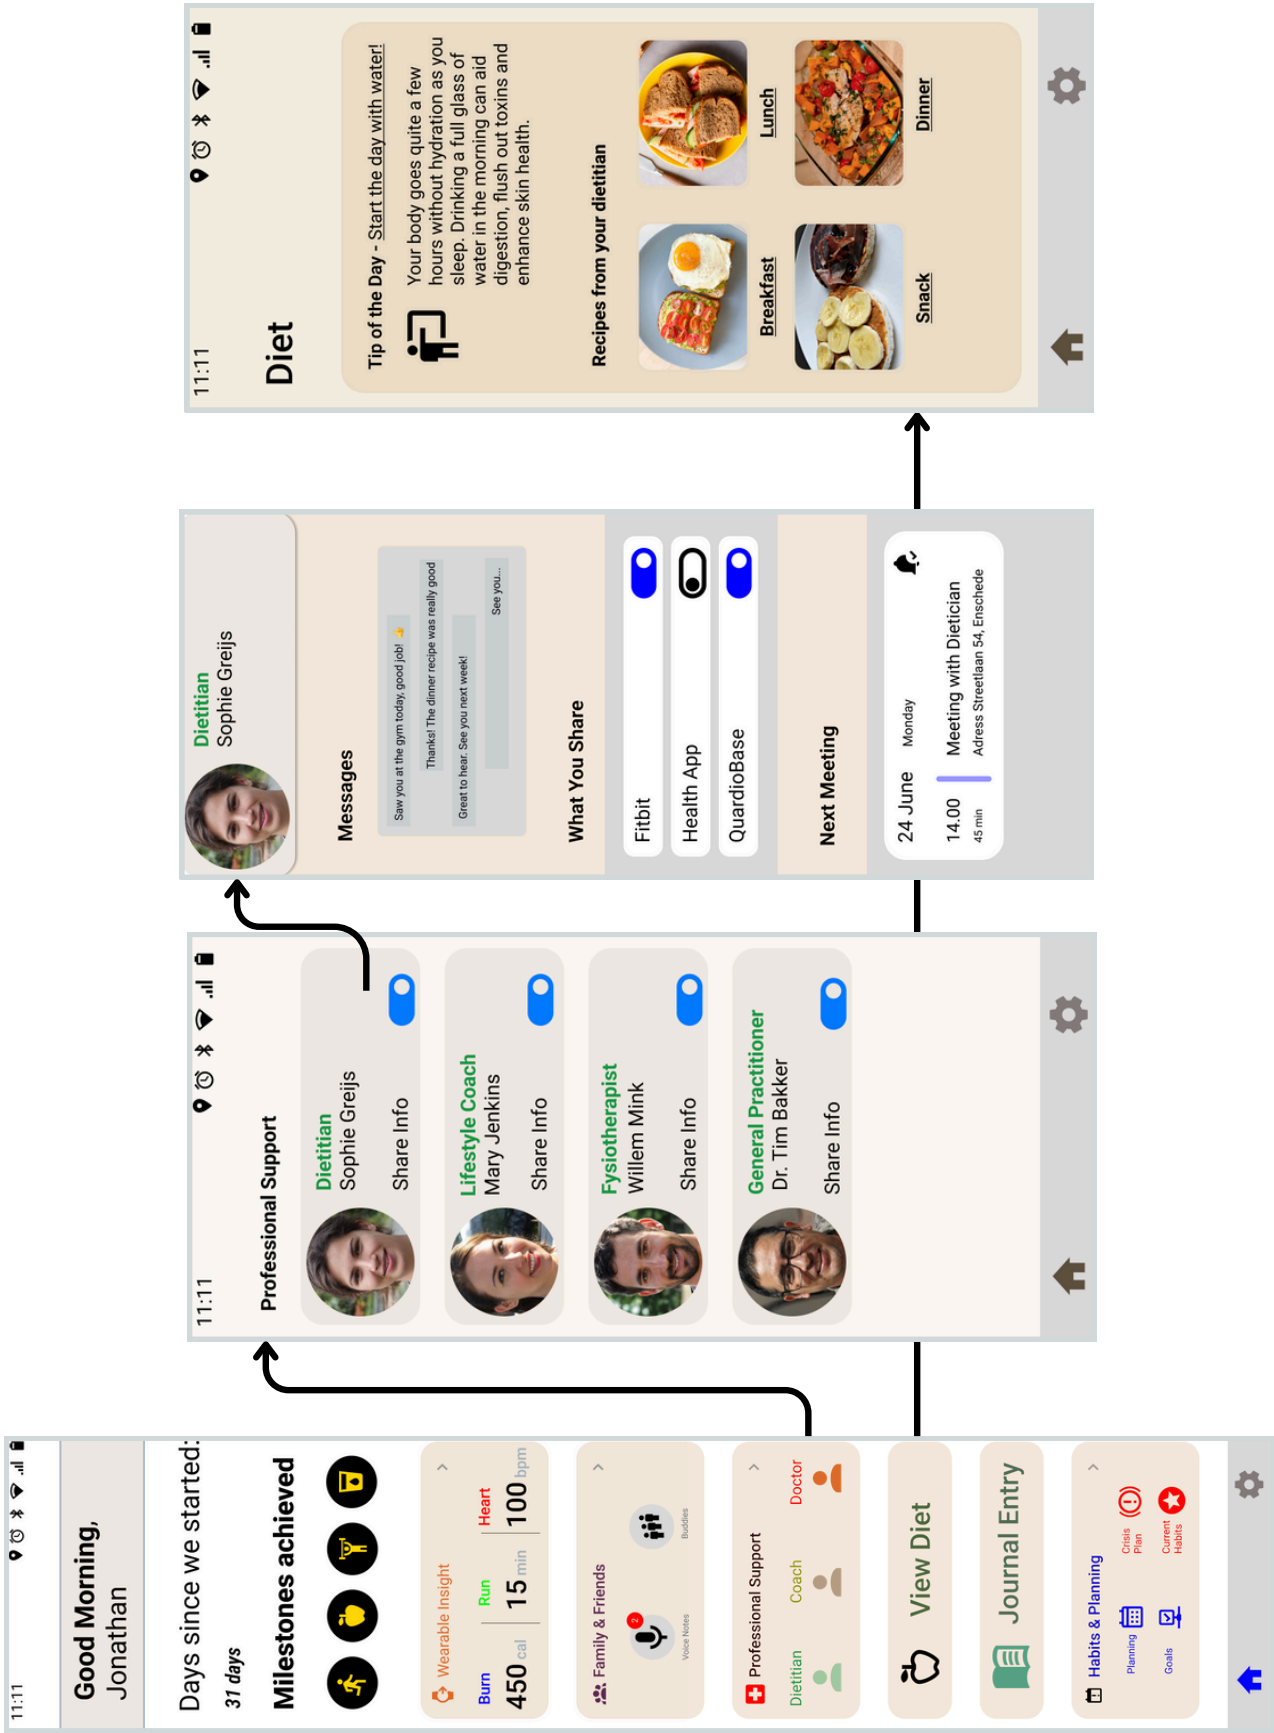 11:11
Good Morning,
Jonathan
Days since we started:
31 days
Milestones achieved
Wearable Insight
Burn
Run
Heart
450 cal
15 min
100 bpm
Family & Friends
2
Voice Notes
Buddies
Professional Support
Dietitian
Coach
Doctor
View Diet
Journal Entry
Habits & Planning
Planning
Crisis
Plan
Goals
Current
Habits
11:11
Professional Support
Dietitian
Sophie Greijs
Share Info
Lifestyle Coach
Mary Jenkins
Share Info
Fysiotherapist
Willem Mink
Share Info
General Practitioner
Dr. Tim Bakker
Share Info
Dietitian
Sophie Greijs
Messages
Saw you at the gym today, good job! 👍
Thanks! The dinner recipe was really good
Great to hear. See you next week!
See you...
What You Share
Fitbit
Health App
QuardioBase
Next Meeting
24 June Monday
14.00 Meeting with Dietician
45 min Adress Streetlaan 54, Enschede
11:11
Diet
Tip of the Day - Start the day with water!
Your body goes quite a few
hours without hydration as you
sleep. Drinking a full glass of
water in the morning can aid
digestion, flush out toxins and
enhance skin health.
Recipes from your dietitian
Breakfast
Lunch
Snack
Dinner